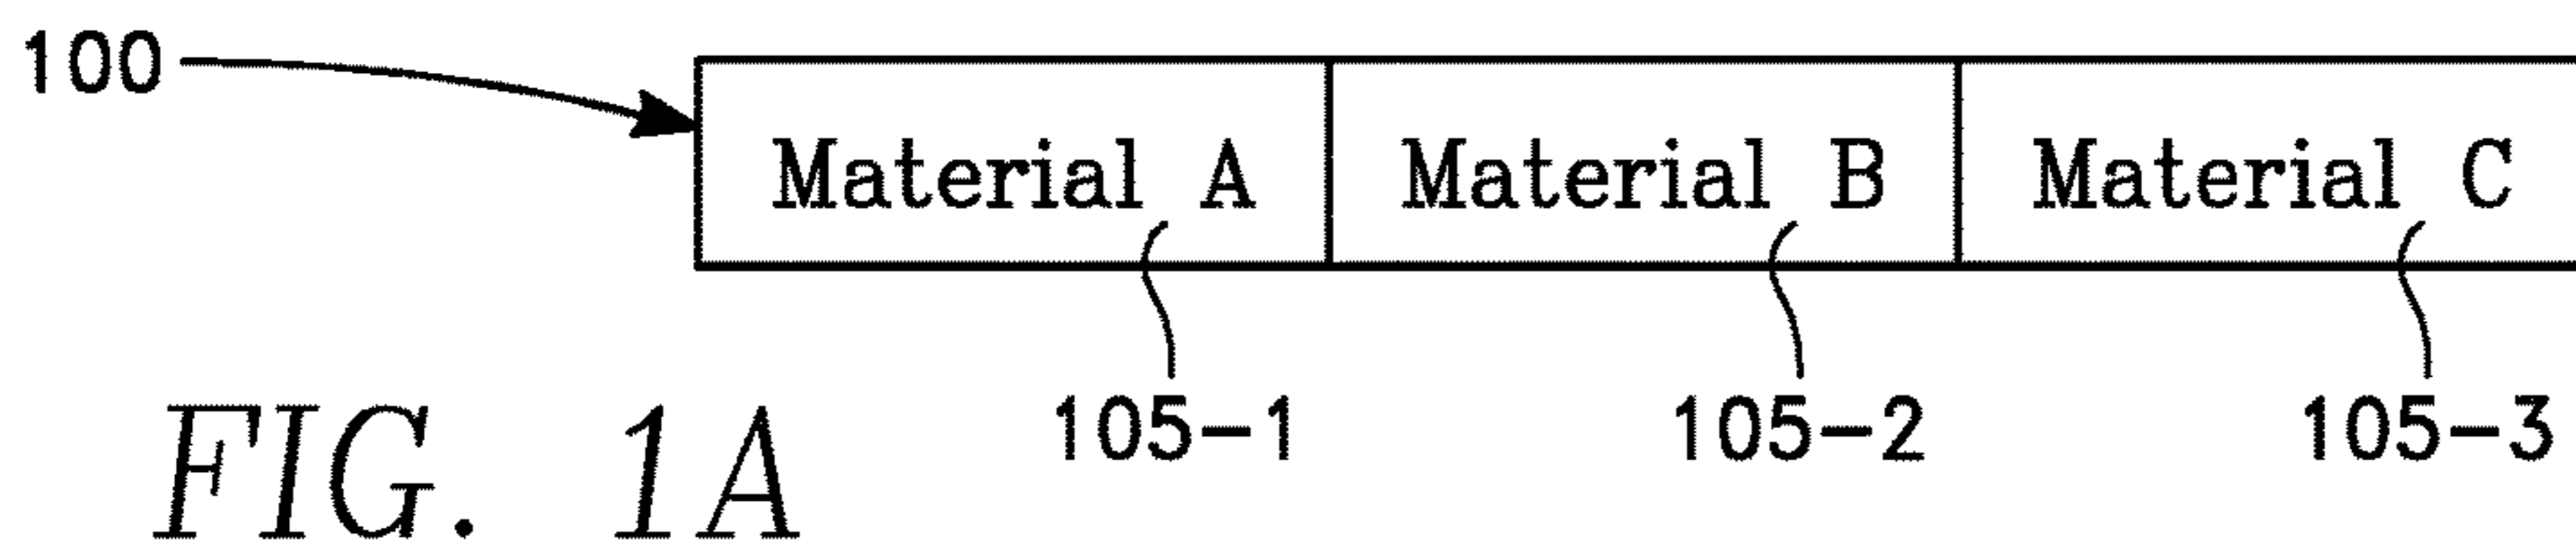 100
Material A Material B Material C
105-1 105-2 105-3
FIG. 1A